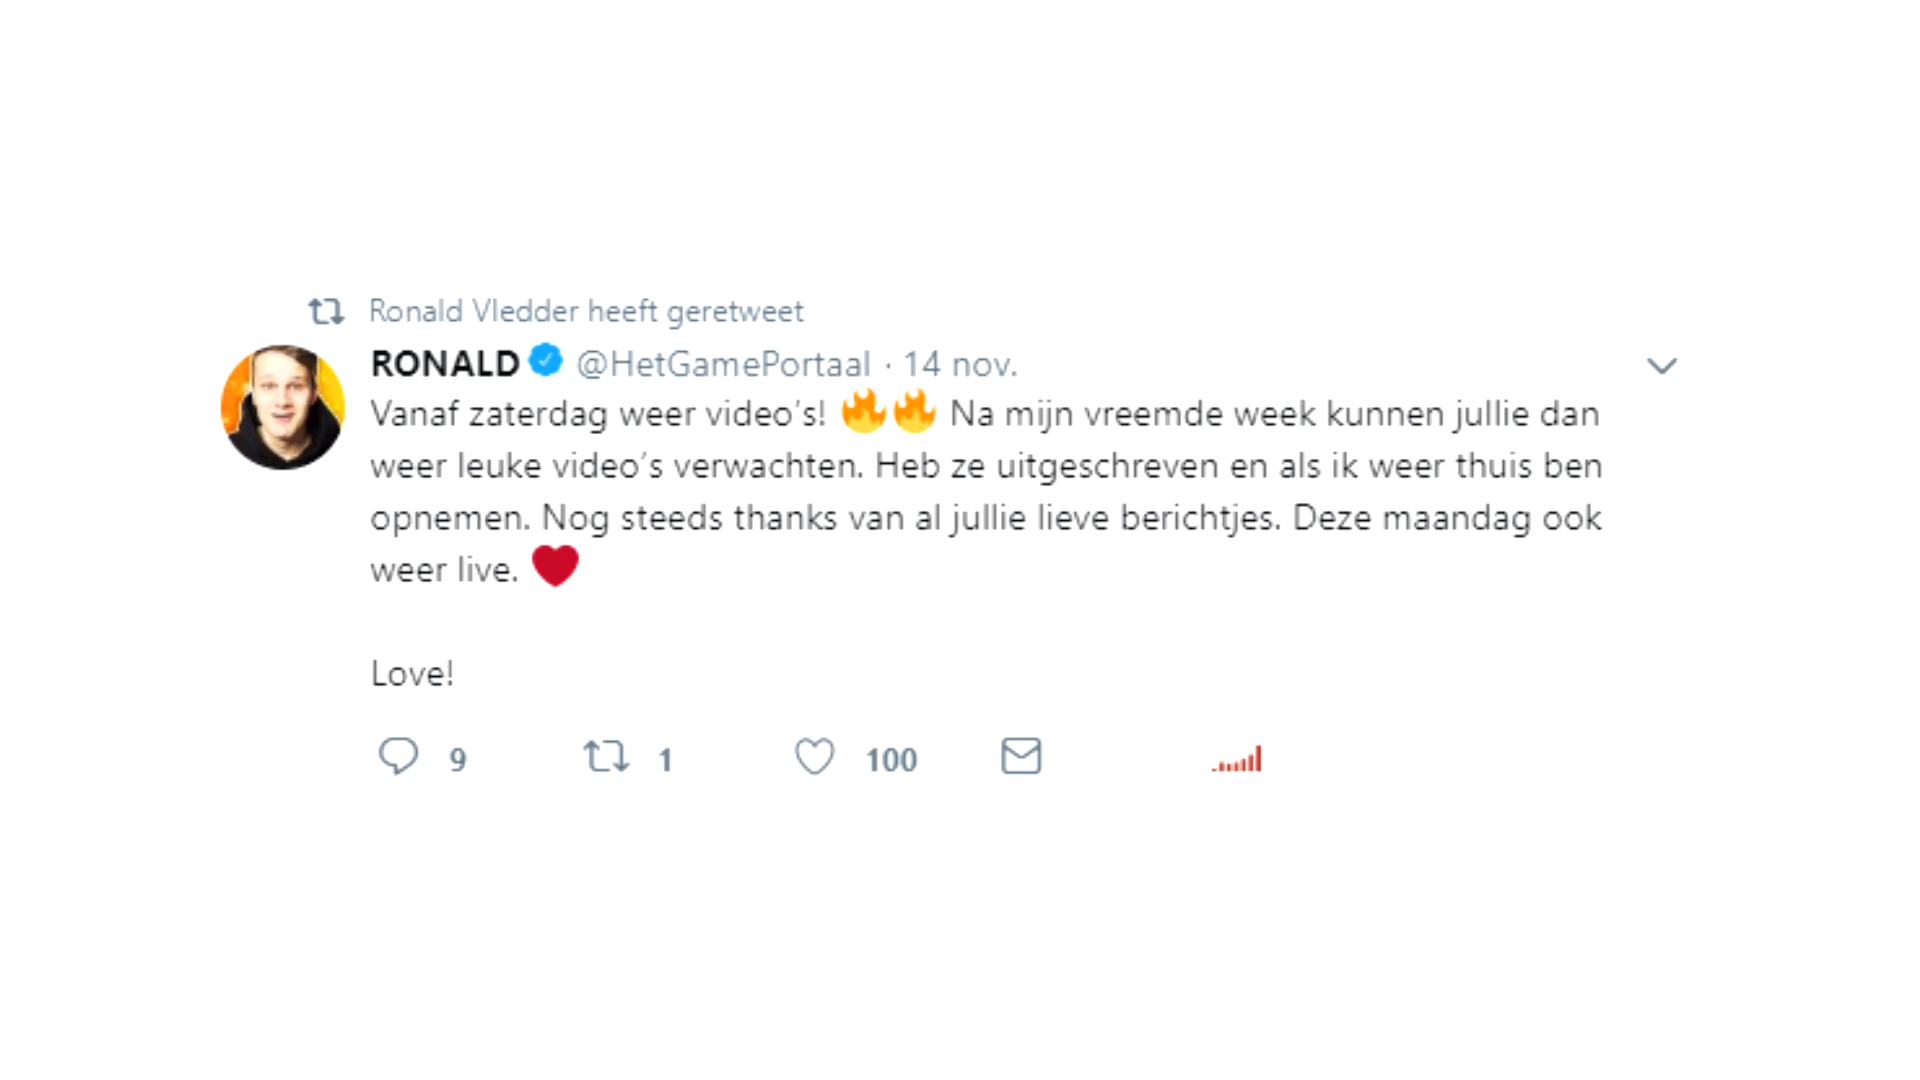 Ronald Vledder heeft geretweet
RONALD @HetGamePortaal · 14 nov.
Vanaf zaterdag weer video's! 🔥🔥 Na mijn vreemde week kunnen jullie dan
weer leuke video's verwachten. Heb ze uitgeschreven en als ik weer thuis ben
opnemen. Nog steeds thanks van al jullie lieve berichtjes. Deze maandag ook
weer live. ❤
Love!
9 1 100